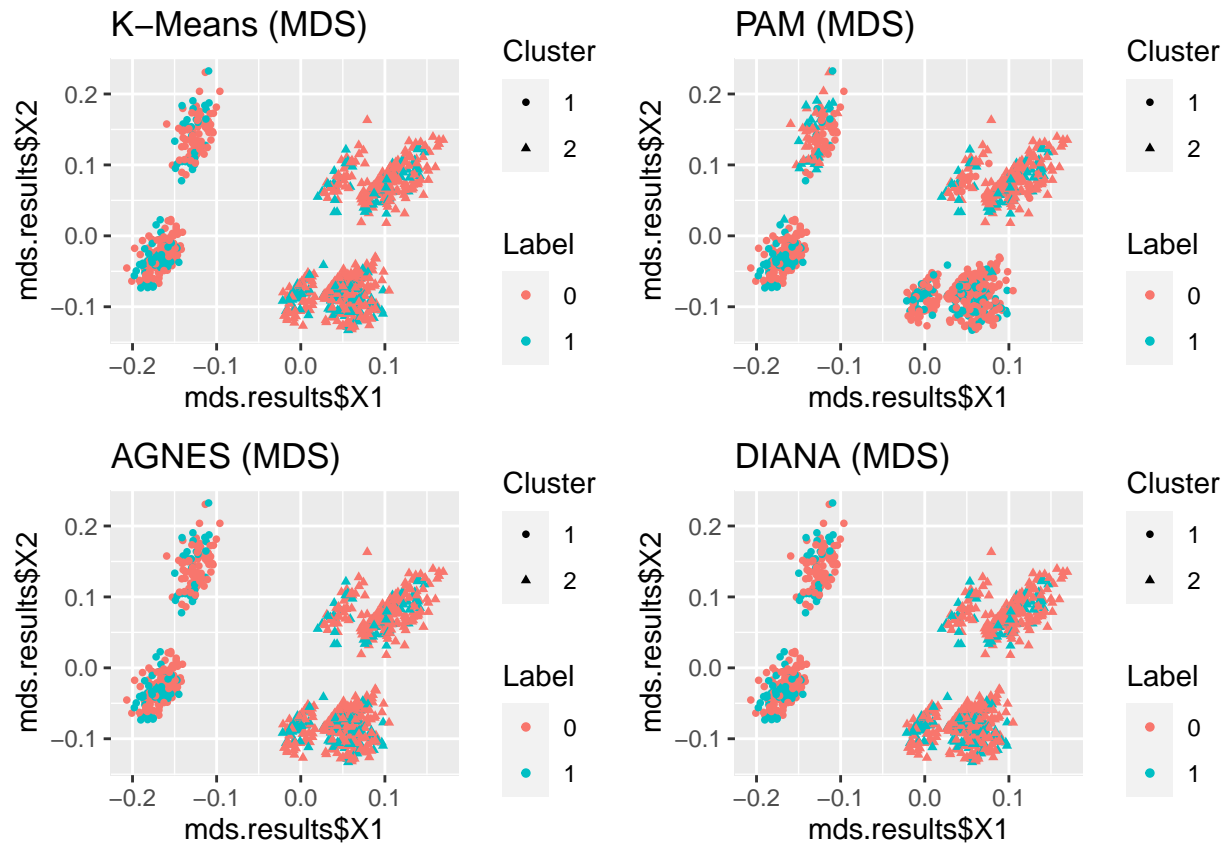 K−Means (MDS)
mds.results$X2
0.2
0.1
0.0
−0.1
−0.2
−0.1
0.0
0.1
mds.results$X1
Cluster
1
2
Label
0
1
PAM (MDS)
mds.results$X2
0.2
0.1
0.0
−0.1
−0.2
−0.1
0.0
0.1
mds.results$X1
Cluster
1
2
Label
0
1
AGNES (MDS)
mds.results$X2
0.2
0.1
0.0
−0.1
−0.2
−0.1
0.0
0.1
mds.results$X1
Cluster
1
2
Label
0
1
DIANA (MDS)
mds.results$X2
0.2
0.1
0.0
−0.1
−0.2
−0.1
0.0
0.1
mds.results$X1
Cluster
1
2
Label
0
1